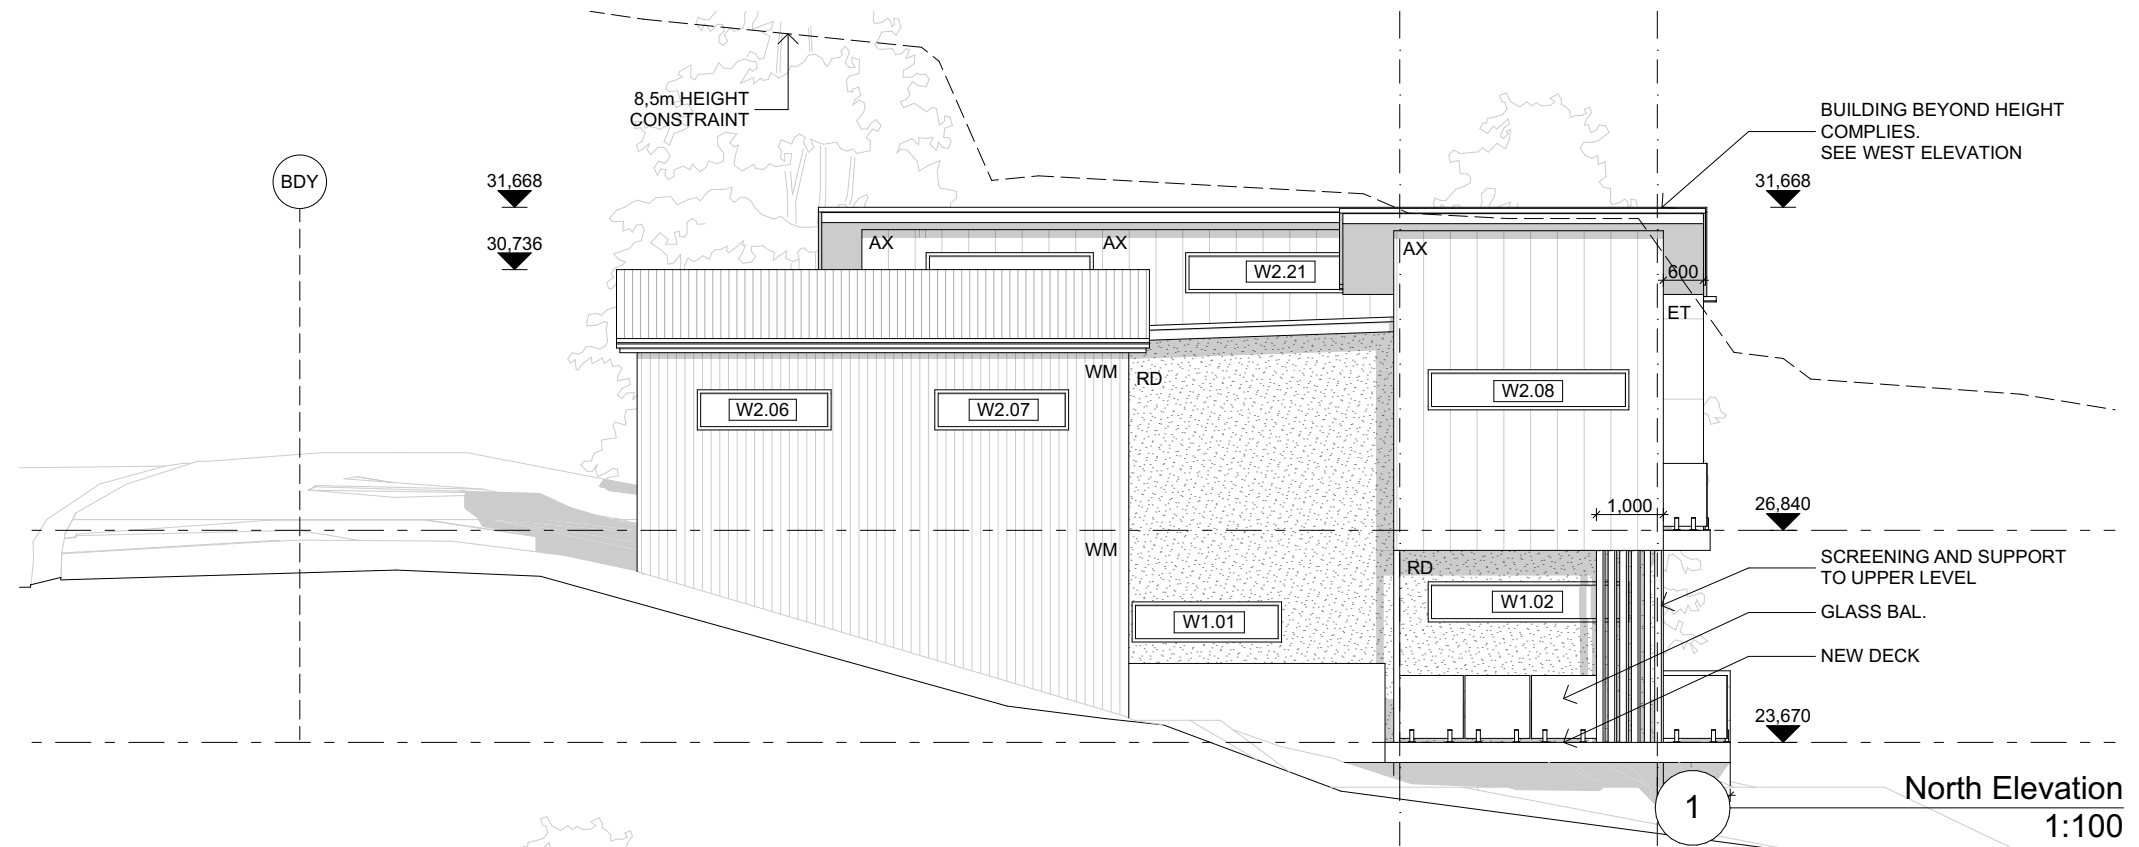 8,5m HEIGHT
CONSTRAINT
BUILDING BEYOND HEIGHT
COMPLIES.
SEE WEST ELEVATION
BDY
31,668
31,668
30,736
AX
AX
AX
W2.21
600
ET
WM
RD
W2.06
W2.07
W2.08
1,000
26,840
WM
RD
SCREENING AND SUPPORT
TO UPPER LEVEL
W1.02
W1.01
GLASS BAL.
NEW DECK
23,670
1
North Elevation
1:100